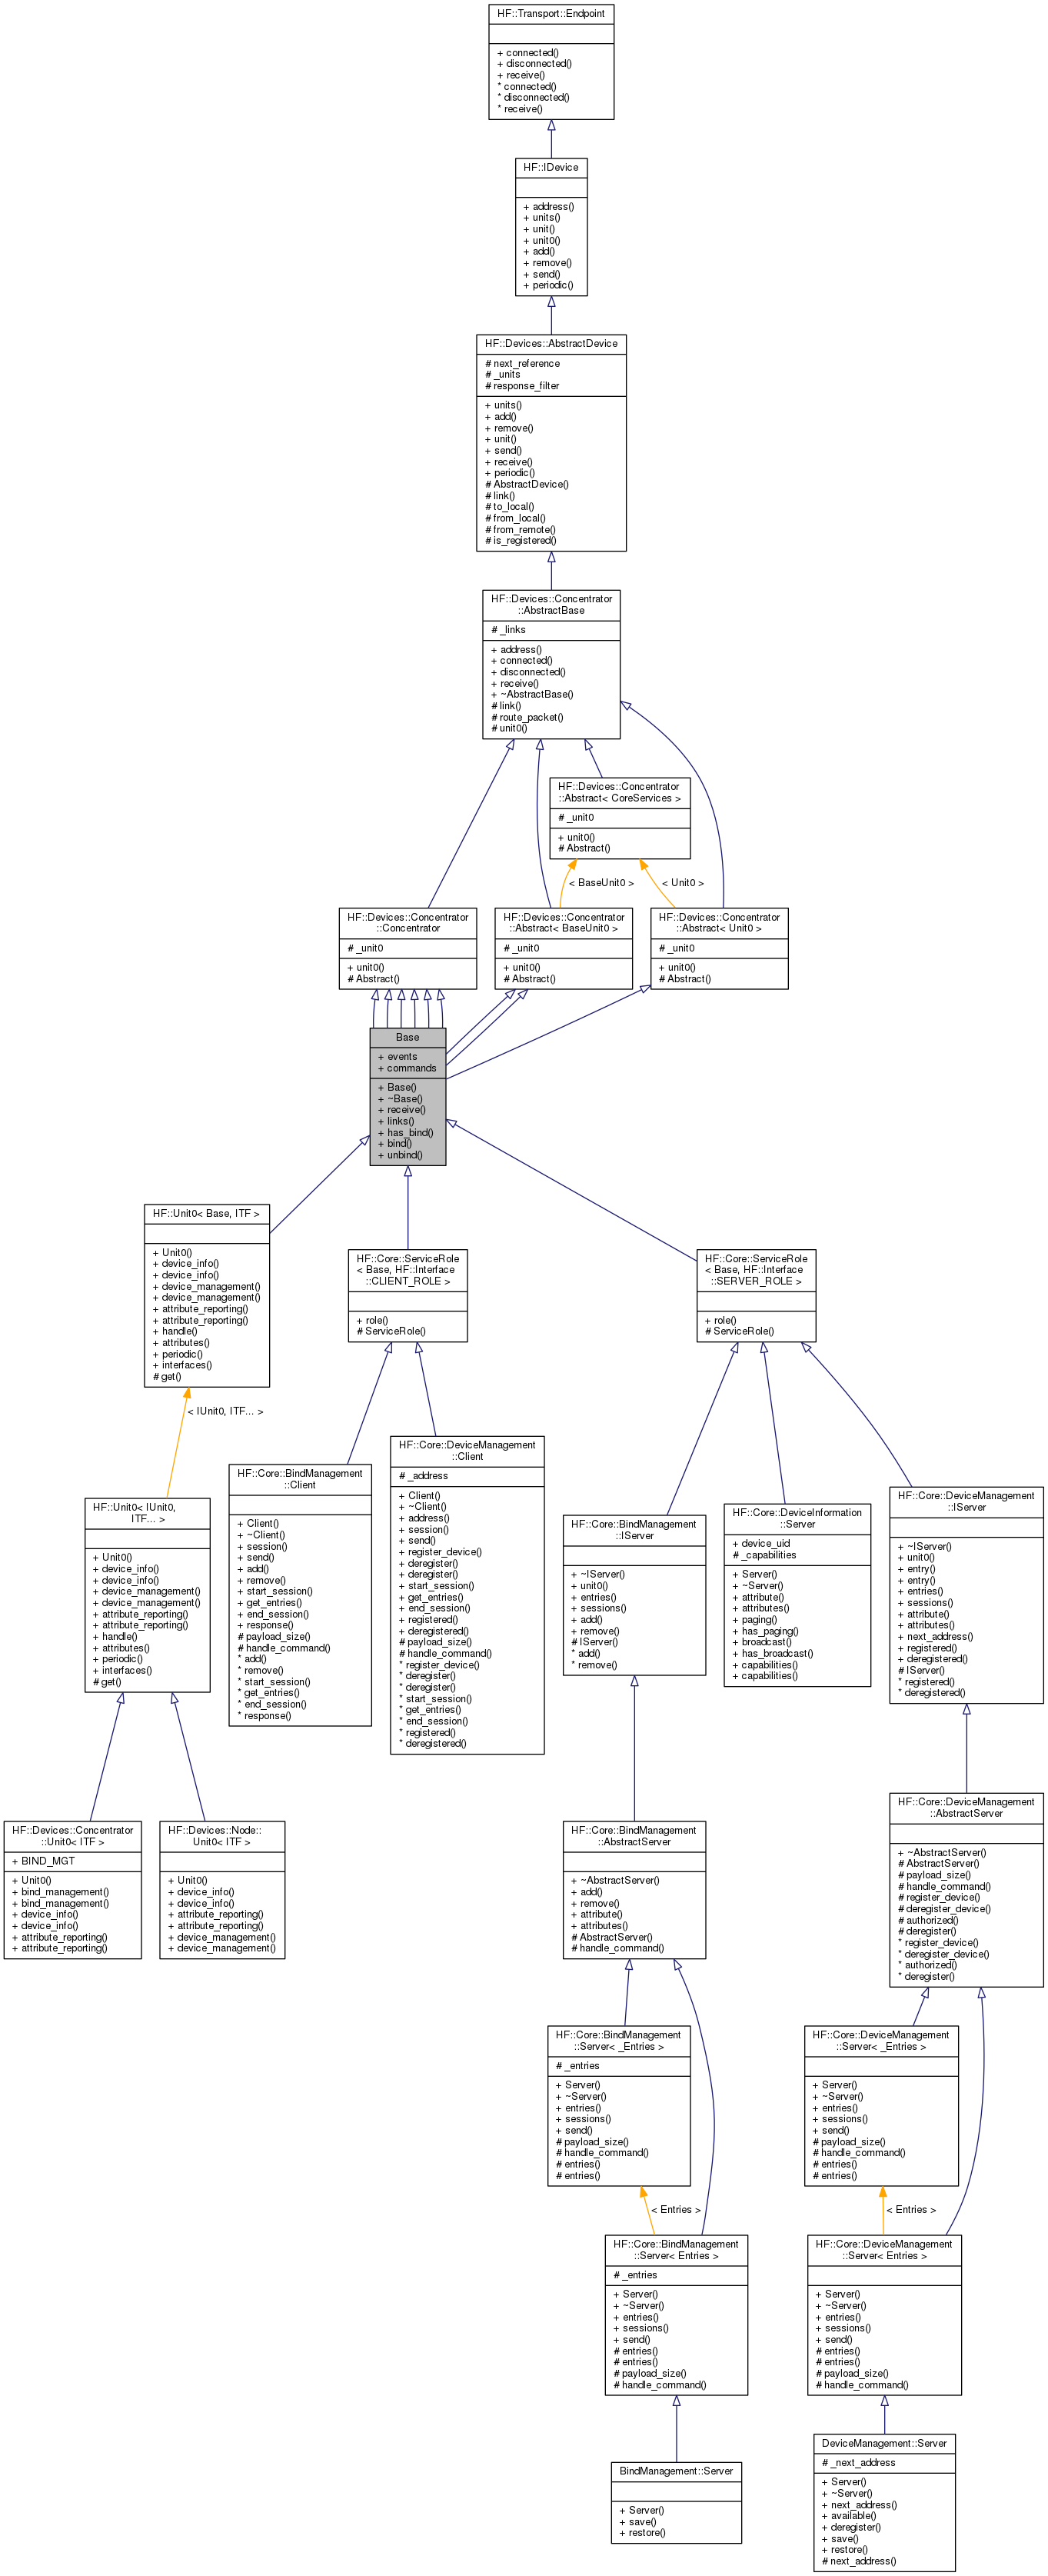 HF::Transport::Endpoint
+ connected()
+ disconnected()
+ receive()
* connected()
* disconnected()
* receive()
HF::IDevice
+ address()
+ units()
+ unit()
+ unit0()
+ add()
+ remove()
+ send()
+ periodic()
HF::Devices::AbstractDevice
# next_reference
# _units
# response_filter
+ units()
+ add()
+ remove()
+ unit()
+ send()
+ receive()
+ periodic()
# AbstractDevice()
# link()
# to_local()
# from_local()
# from_remote()
# is_registered()
HF::Devices::Concentrator
::AbstractBase
# _links
+ address()
+ connected()
+ disconnected()
+ receive()
+ ~AbstractBase()
# link()
# route_packet()
# unit0()
HF::Devices::Concentrator
::Abstract< CoreServices >
# _unit0
+ unit0()
# Abstract()
< BaseUnit0 >
< Unit0 >
HF::Devices::Concentrator
::Concentrator
# _unit0
+ unit0()
# Abstract()
HF::Devices::Concentrator
::Abstract< BaseUnit0 >
# _unit0
+ unit0()
# Abstract()
HF::Devices::Concentrator
::Abstract< Unit0 >
# _unit0
+ unit0()
# Abstract()
Base
+ events
+ commands
+ Base()
+ ~Base()
+ receive()
+ links()
+ has_bind()
+ bind()
+ unbind()
HF::Unit0< Base, ITF >
+ Unit0()
+ device_info()
+ device_info()
+ device_management()
+ device_management()
+ attribute_reporting()
+ attribute_reporting()
+ handle()
+ attributes()
+ periodic()
+ interfaces()
# get()
HF::Core::ServiceRole
< Base, HF::Interface
::CLIENT_ROLE >
+ role()
# ServiceRole()
HF::Core::ServiceRole
< Base, HF::Interface
::SERVER_ROLE >
+ role()
# ServiceRole()
< IUnit0, ITF... >
HF::Unit0< IUnit0,
ITF... >
+ Unit0()
+ device_info()
+ device_info()
+ device_management()
+ device_management()
+ attribute_reporting()
+ attribute_reporting()
+ handle()
+ attributes()
+ periodic()
+ interfaces()
# get()
HF::Core::BindManagement
::Client
+ Client()
+ ~Client()
+ session()
+ send()
+ add()
+ remove()
+ start_session()
+ get_entries()
+ end_session()
+ response()
# payload_size()
# handle_command()
* add()
* remove()
* start_session()
* get_entries()
* end_session()
* response()
HF::Core::DeviceManagement
::Client
# _address
+ Client()
+ ~Client()
+ address()
+ session()
+ send()
+ register_device()
+ deregister()
+ deregister()
+ start_session()
+ get_entries()
+ end_session()
+ registered()
+ deregistered()
# payload_size()
# handle_command()
* register_device()
* deregister()
* deregister()
* start_session()
* get_entries()
* end_session()
* registered()
* deregistered()
HF::Core::BindManagement
::IServer
+ ~IServer()
+ unit0()
+ entries()
+ sessions()
+ add()
+ remove()
# IServer()
* add()
* remove()
HF::Core::DeviceInformation
::Server
+ device_uid
# _capabilities
+ Server()
+ ~Server()
+ attribute()
+ attributes()
+ paging()
+ has_paging()
+ broadcast()
+ has_broadcast()
+ capabilities()
+ capabilities()
HF::Core::DeviceManagement
::IServer
+ ~IServer()
+ unit0()
+ entry()
+ entry()
+ entries()
+ sessions()
+ attribute()
+ attributes()
+ next_address()
+ registered()
+ deregistered()
# IServer()
* registered()
* deregistered()
HF::Devices::Concentrator
::Unit0< ITF >
+ BIND_MGT
+ Unit0()
+ bind_management()
+ bind_management()
+ device_info()
+ device_info()
+ attribute_reporting()
+ attribute_reporting()
HF::Devices::Node::
Unit0< ITF >
+ Unit0()
+ device_info()
+ device_info()
+ attribute_reporting()
+ attribute_reporting()
+ device_management()
+ device_management()
HF::Core::BindManagement
::AbstractServer
+ ~AbstractServer()
+ add()
+ remove()
+ attribute()
+ attributes()
# AbstractServer()
# handle_command()
HF::Core::DeviceManagement
::AbstractServer
+ ~AbstractServer()
# AbstractServer()
# payload_size()
# handle_command()
# register_device()
# deregister_device()
# authorized()
# deregister()
* register_device()
* deregister_device()
* authorized()
* deregister()
HF::Core::BindManagement
::Server< _Entries >
# _entries
+ Server()
+ ~Server()
+ entries()
+ sessions()
+ send()
# payload_size()
# handle_command()
# entries()
# entries()
HF::Core::DeviceManagement
::Server< _Entries >
+ Server()
+ ~Server()
+ entries()
+ sessions()
+ send()
# payload_size()
# handle_command()
# entries()
# entries()
< Entries >
< Entries >
HF::Core::BindManagement
::Server< Entries >
# _entries
+ Server()
+ ~Server()
+ entries()
+ sessions()
+ send()
# entries()
# entries()
# payload_size()
# handle_command()
HF::Core::DeviceManagement
::Server< Entries >
+ Server()
+ ~Server()
+ entries()
+ sessions()
+ send()
# entries()
# entries()
# payload_size()
# handle_command()
BindManagement::Server
+ Server()
+ save()
+ restore()
DeviceManagement::Server
# _next_address
+ Server()
+ ~Server()
+ next_address()
+ available()
+ deregister()
+ save()
+ restore()
# next_address()